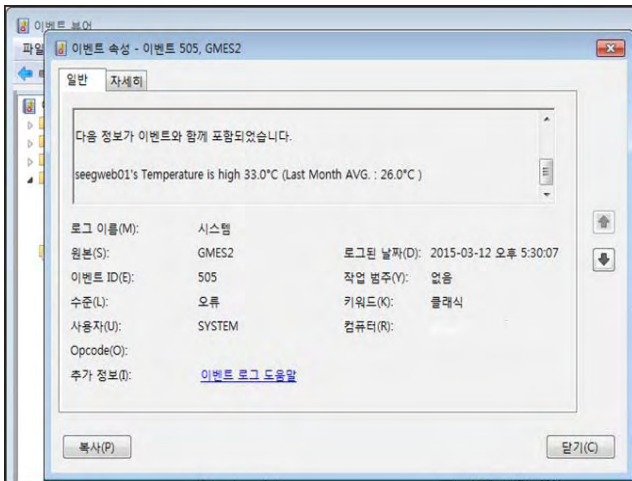 이벤트 뷰어
파일
이벤트 속성 - 이벤트 505, GMES2
일반 자세히
다음 정보가 이벤트와 함께 포함되었습니다.
seegweb01's Temperature is high 33.0°C (Last Month AVG. : 26.0°C )
로그 이름(M): 시스템
원본(S): GMES2 로그된 날짜(D): 2015-03-12 오후 5:30:07
이벤트 ID(E): 505 작업 범주(Y): 없음
수준(L): 오류 키워드(K): 클래식
사용자(U): SYSTEM 컴퓨터(R):
Opcode(O):
추가 정보(I): 이벤트 로그 도움말
복사(P) 닫기(C)